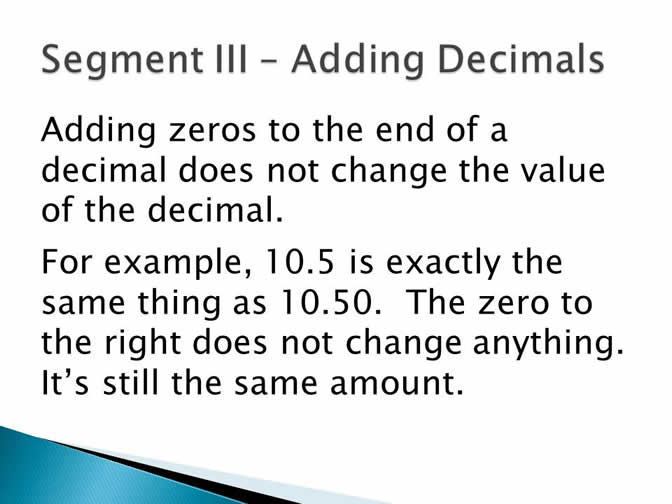 Segment III – Adding Decimals
Adding zeros to the end of a
decimal does not change the value
of the decimal.
For example, 10.5 is exactly the
same thing as 10.50.  The zero to
the right does not change anything.
It’s still the same amount.